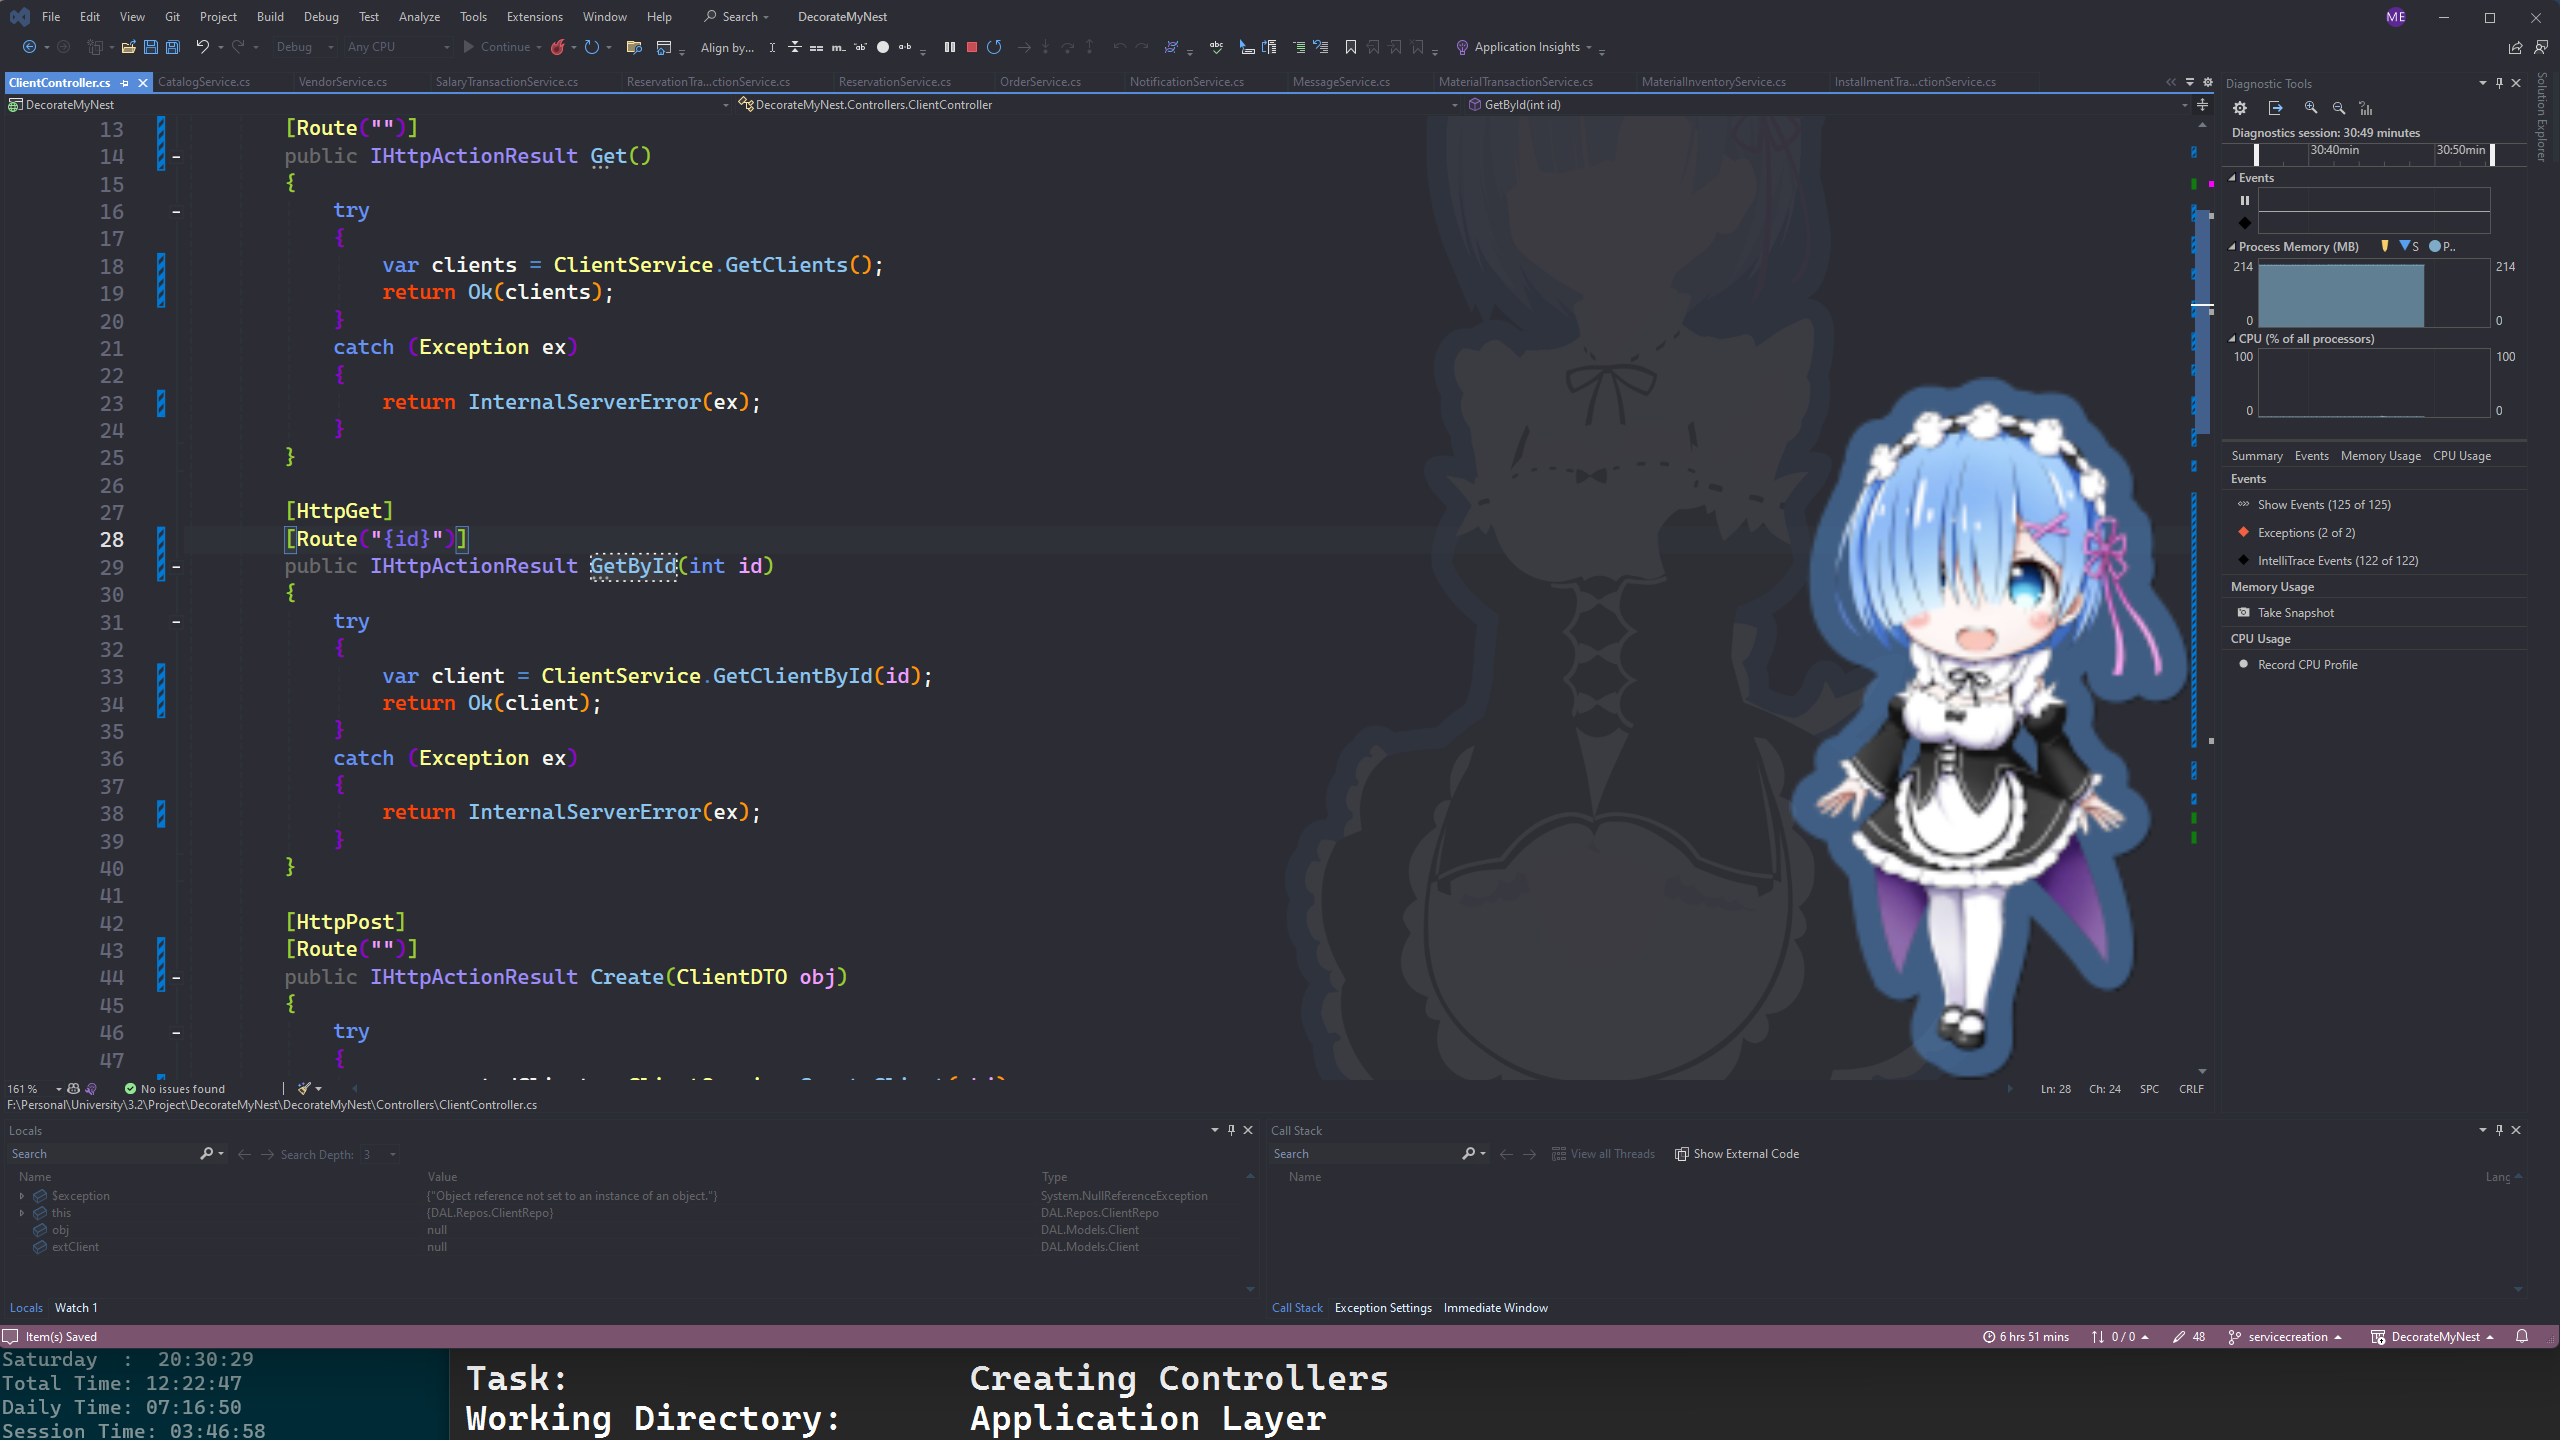 File Edit View Git Project Build Debug Test Analyze Tools Extensions Window Help Search DecorateMyNest ME
Debug Any CPU Continue Align by... Application Insights
ClientController.cs CatalogService.cs VendorService.cs SalaryTransactionService.cs ReservationTra...ctionService.cs ReservationService.cs OrderService.cs NotificationService.cs MessageService.cs MaterialTransactionService.cs MaterialInventoryService.cs InstallmentTra...ctionService.cs
DecorateMyNest DecorateMyNest.Controllers.ClientController GetById(int id)
13 [Route("")]
14 public IHttpActionResult Get()
15 {
16 try
17 {
18 var clients = ClientService.GetClients();
19 return Ok(clients);
20 }
21 catch (Exception ex)
22 {
23 return InternalServerError(ex);
24 }
25 }
26
27 [HttpGet]
28 [Route("{id}")]
29 public IHttpActionResult GetById(int id)
30 {
31 try
32 {
33 var client = ClientService.GetClientById(id);
34 return Ok(client);
35 }
36 catch (Exception ex)
37 {
38 return InternalServerError(ex);
39 }
40 }
41
42 [HttpPost]
43 [Route("")]
44 public IHttpActionResult Create(ClientDTO obj)
45 {
46 try
47 {
161 % No issues found Ln: 28 Ch: 24 SPC CRLF
F:\Personal\University\3.2\Project\DecorateMyNest\DecorateMyNest\Controllers\ClientController.cs
Diagnostic Tools
Diagnostics session: 30:49 minutes
30:40min 30:50min
Events
Process Memory (MB) S P..
214 214
0 0
CPU (% of all processors)
100 100
0 0
Summary Events Memory Usage CPU Usage
Events
Show Events (125 of 125)
Exceptions (2 of 2)
IntelliTrace Events (122 of 122)
Memory Usage
Take Snapshot
CPU Usage
Record CPU Profile
Solution Explorer
Locals
Search Search Depth: 3
Name Value Type
$exception {"Object reference not set to an instance of an object."} System.NullReferenceException
this {DAL.Repos.ClientRepo} DAL.Repos.ClientRepo
obj null DAL.Models.Client
extClient null DAL.Models.Client
Locals Watch 1
Call Stack
Search View all Threads Show External Code
Name Lang
Call Stack Exception Settings Immediate Window
Item(s) Saved 6 hrs 51 mins 0 / 0 48 servicecreation DecorateMyNest
Saturday : 20:30:29
Total Time: 12:22:47
Daily Time: 07:16:50
Session Time: 03:46:58
Task: Creating Controllers
Working Directory: Application Layer